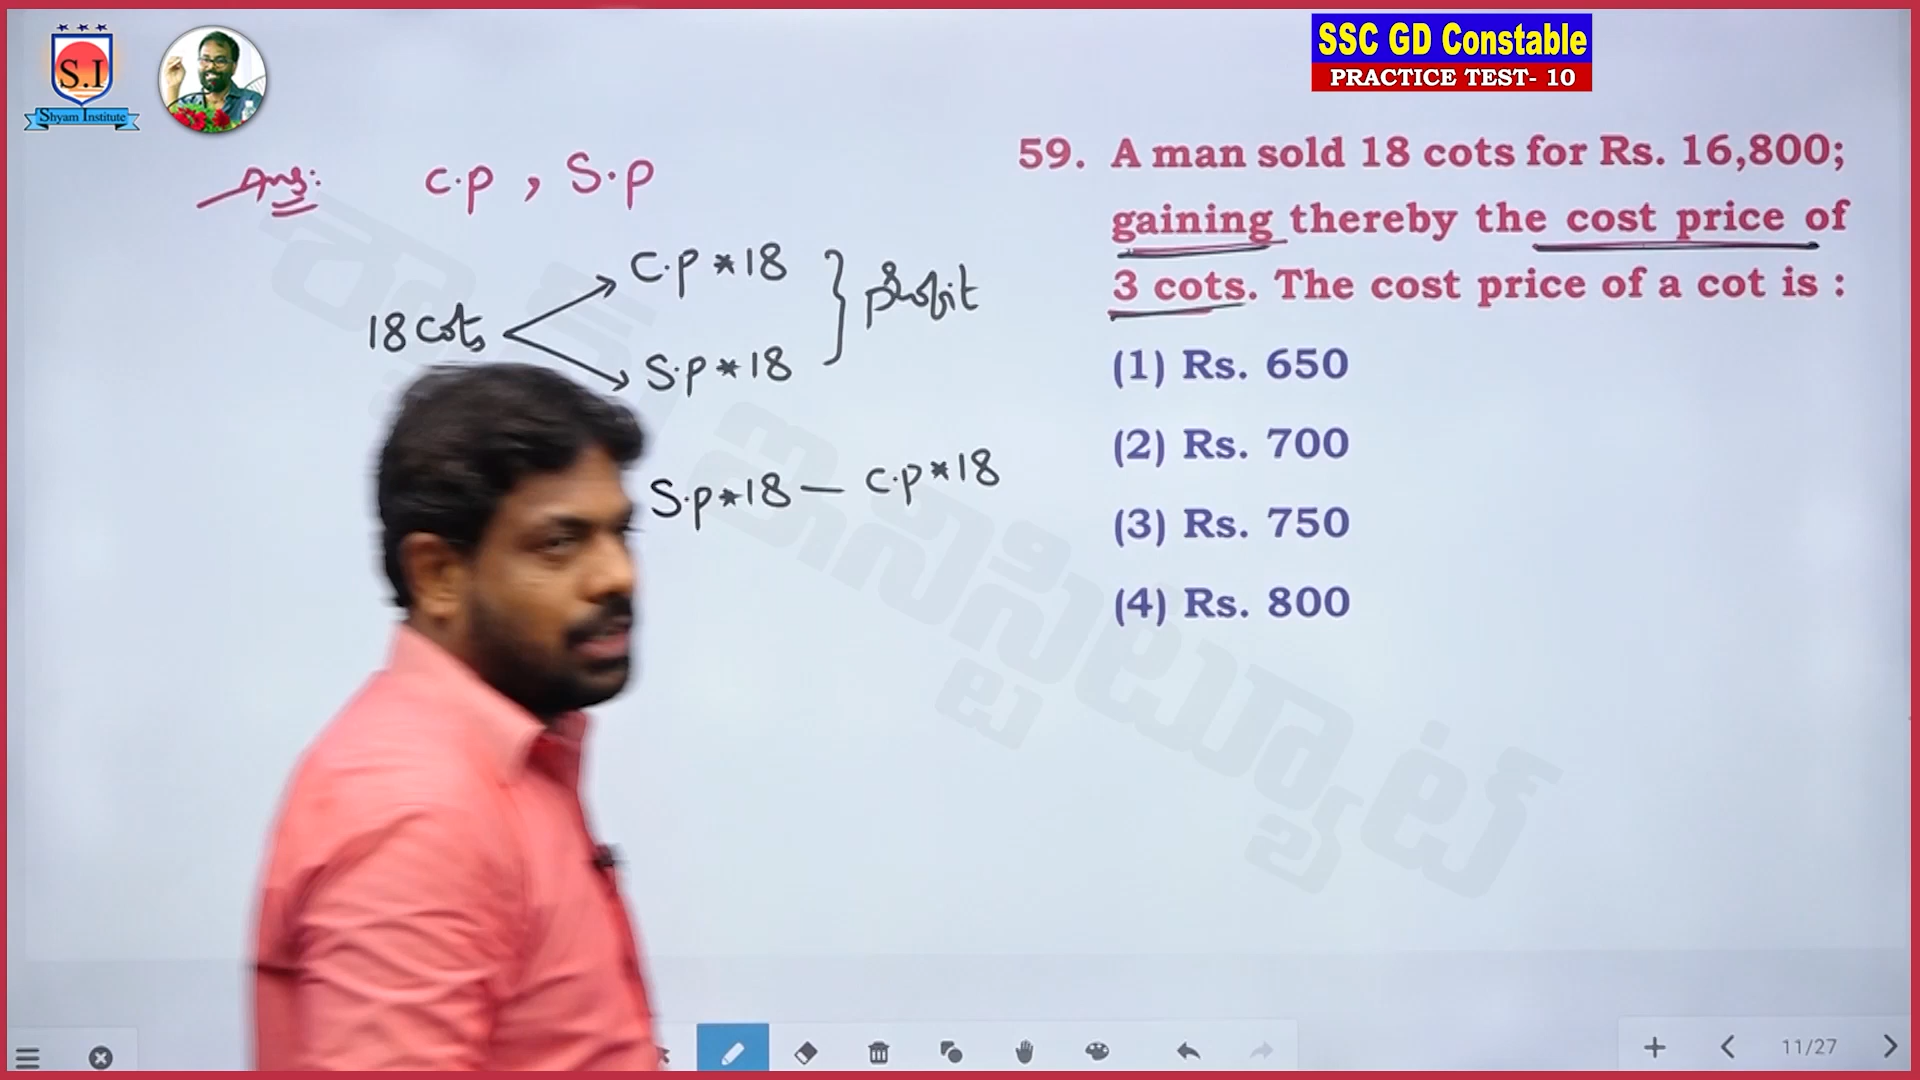 S.I
Shyam Institute
SSC GD Constable
PRACTICE TEST- 10
59. A man sold 18 cots for Rs. 16,800;
gaining thereby the cost price of
3 cots. The cost price of a cot is :
(1) Rs. 650
(2) Rs. 700
(3) Rs. 750
(4) Rs. 800
Ans:
C.p , S.p
18 Cots
C.p * 18
S.p * 18
} profit
S.p * 18 — C.p * 18
11/27